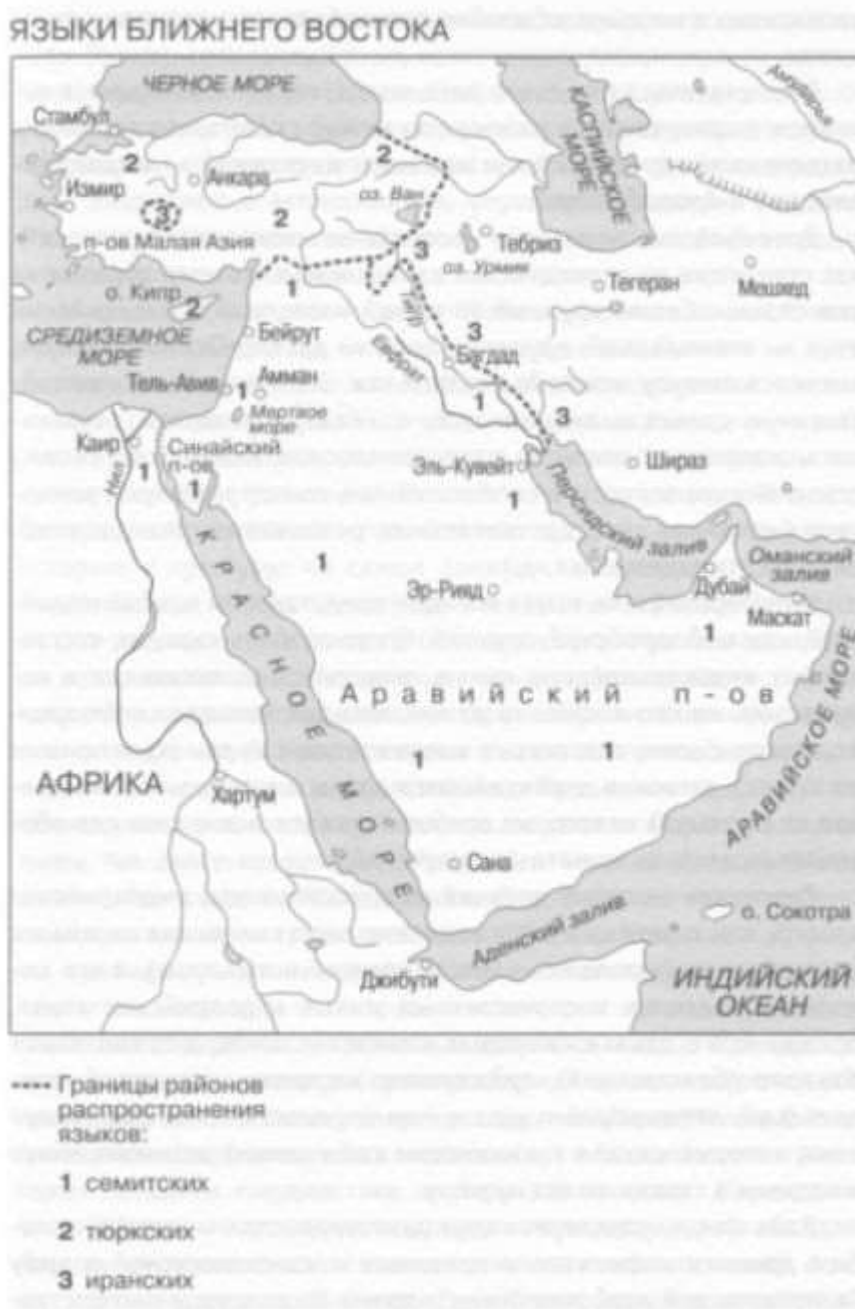 ЯЗЫКИ БЛИЖНЕГО ВОСТОКА
ЧЕРНОЕ МОРЕ
Стамбул
КАСПИЙСКОЕ
МОРЕ
Амударья
2
Анкара
2
оз. Ван
Измир
3
2
п-ов Малая Азия
3
Тебриз
оз. Урмия
Тегеран
Мешхед
о. Кипр
2
1
Тигр
СРЕДИЗЕМНОЕ
МОРЕ
Бейрут
Евфрат
Багдад
3
Тель-Авив
1
Амман
Мертвое
море
1
3
Каир
Синайский
п-ов
Нил
1
1
Эль-Кувейт
1
Шираз
Персидский залив
Оманский
залив
1
Эр-Рияд
Дубай
Маскат
1
КРАСНОЕ МОРЕ
Аравийский п-ов
1
1
АРАВИЙСКОЕ МОРЕ
АФРИКА
Хартум
Сана
Аденский залив
о. Сокотра
Джибути
ИНДИЙСКИЙ
ОКЕАН
Границы районов
распространения
языков:
1 семитских
2 тюркских
3 иранских